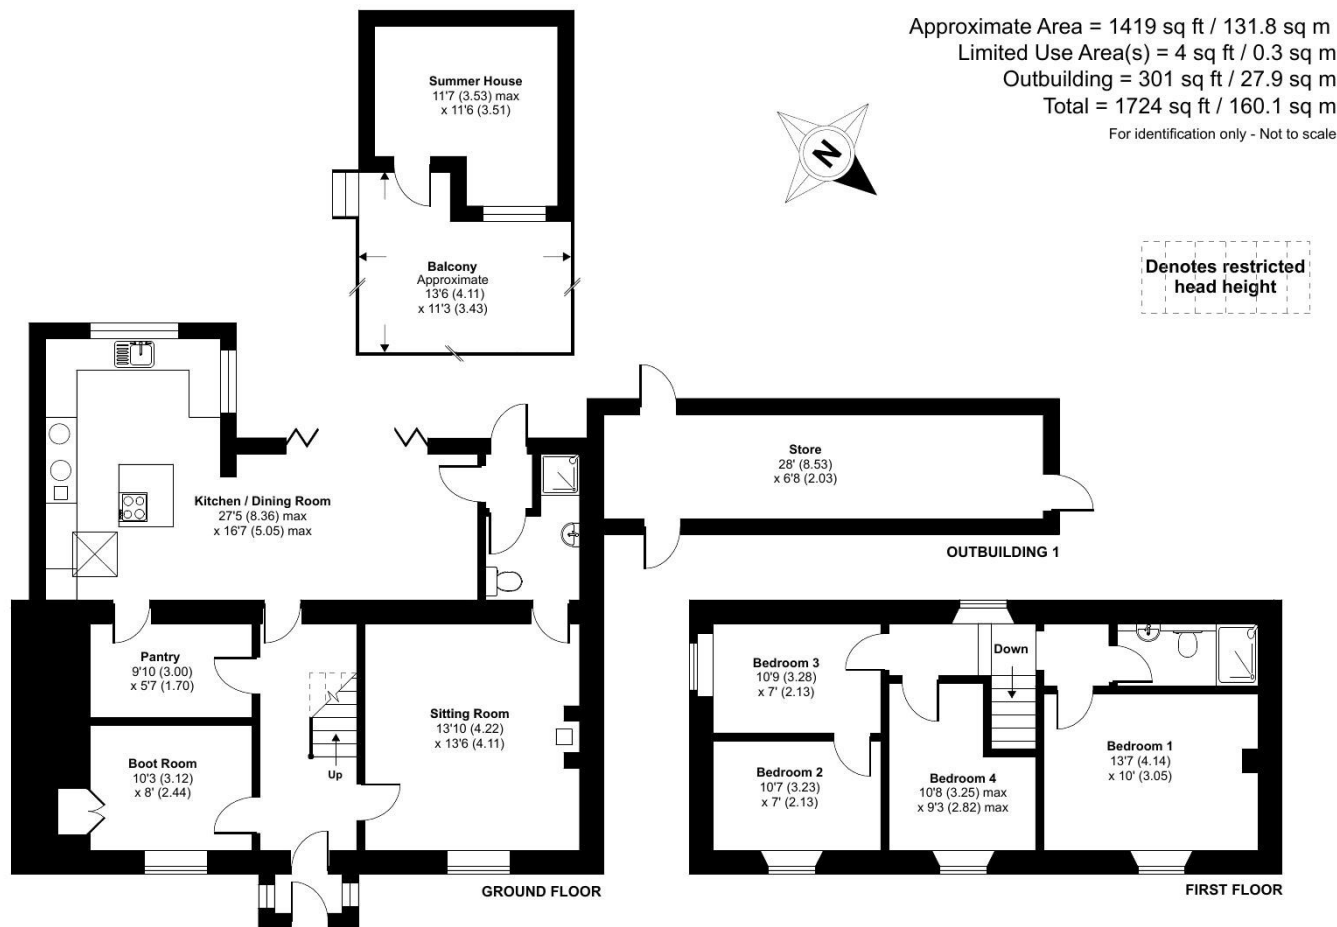 Approximate Area = 1419 sq ft / 131.8 sq m
Limited Use Area(s) = 4 sq ft / 0.3 sq m
Outbuilding = 301 sq ft / 27.9 sq m
Total = 1724 sq ft / 160.1 sq m
For identification only - Not to scale
N
Denotes restricted
head height
Summer House
11'7 (3.53) max
x 11'6 (3.51)
Balcony
Approximate
13'6 (4.11)
x 11'3 (3.43)
Kitchen / Dining Room
27'5 (8.36) max
x 16'7 (5.05) max
Store
28' (8.53)
x 6'8 (2.03)
OUTBUILDING 1
Pantry
9'10 (3.00)
x 5'7 (1.70)
Boot Room
10'3 (3.12)
x 8' (2.44)
Up
Sitting Room
13'10 (4.22)
x 13'6 (4.11)
GROUND FLOOR
Bedroom 3
10'9 (3.28)
x 7' (2.13)
Down
Bedroom 2
10'7 (3.23)
x 7' (2.13)
Bedroom 4
10'8 (3.25) max
x 9'3 (2.82) max
Bedroom 1
13'7 (4.14)
x 10' (3.05)
FIRST FLOOR